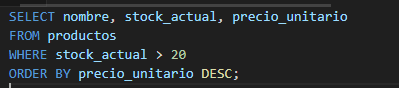 SELECT nombre, stock_actual, precio_unitario
FROM productos
WHERE stock_actual > 20
ORDER BY precio_unitario DESC;